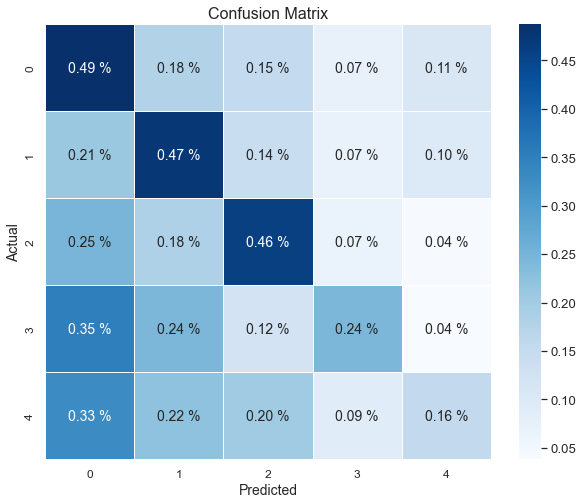 Confusion Matrix
0 0.49 % 0.18 % 0.15 % 0.07 % 0.11 %
1 0.21 % 0.47 % 0.14 % 0.07 % 0.10 %
2 0.25 % 0.18 % 0.46 % 0.07 % 0.04 %
3 0.35 % 0.24 % 0.12 % 0.24 % 0.04 %
4 0.33 % 0.22 % 0.20 % 0.09 % 0.16 %
0 1 2 3 4
Predicted
Actual
0.45
0.40
0.35
0.30
0.25
0.20
0.15
0.10
0.05